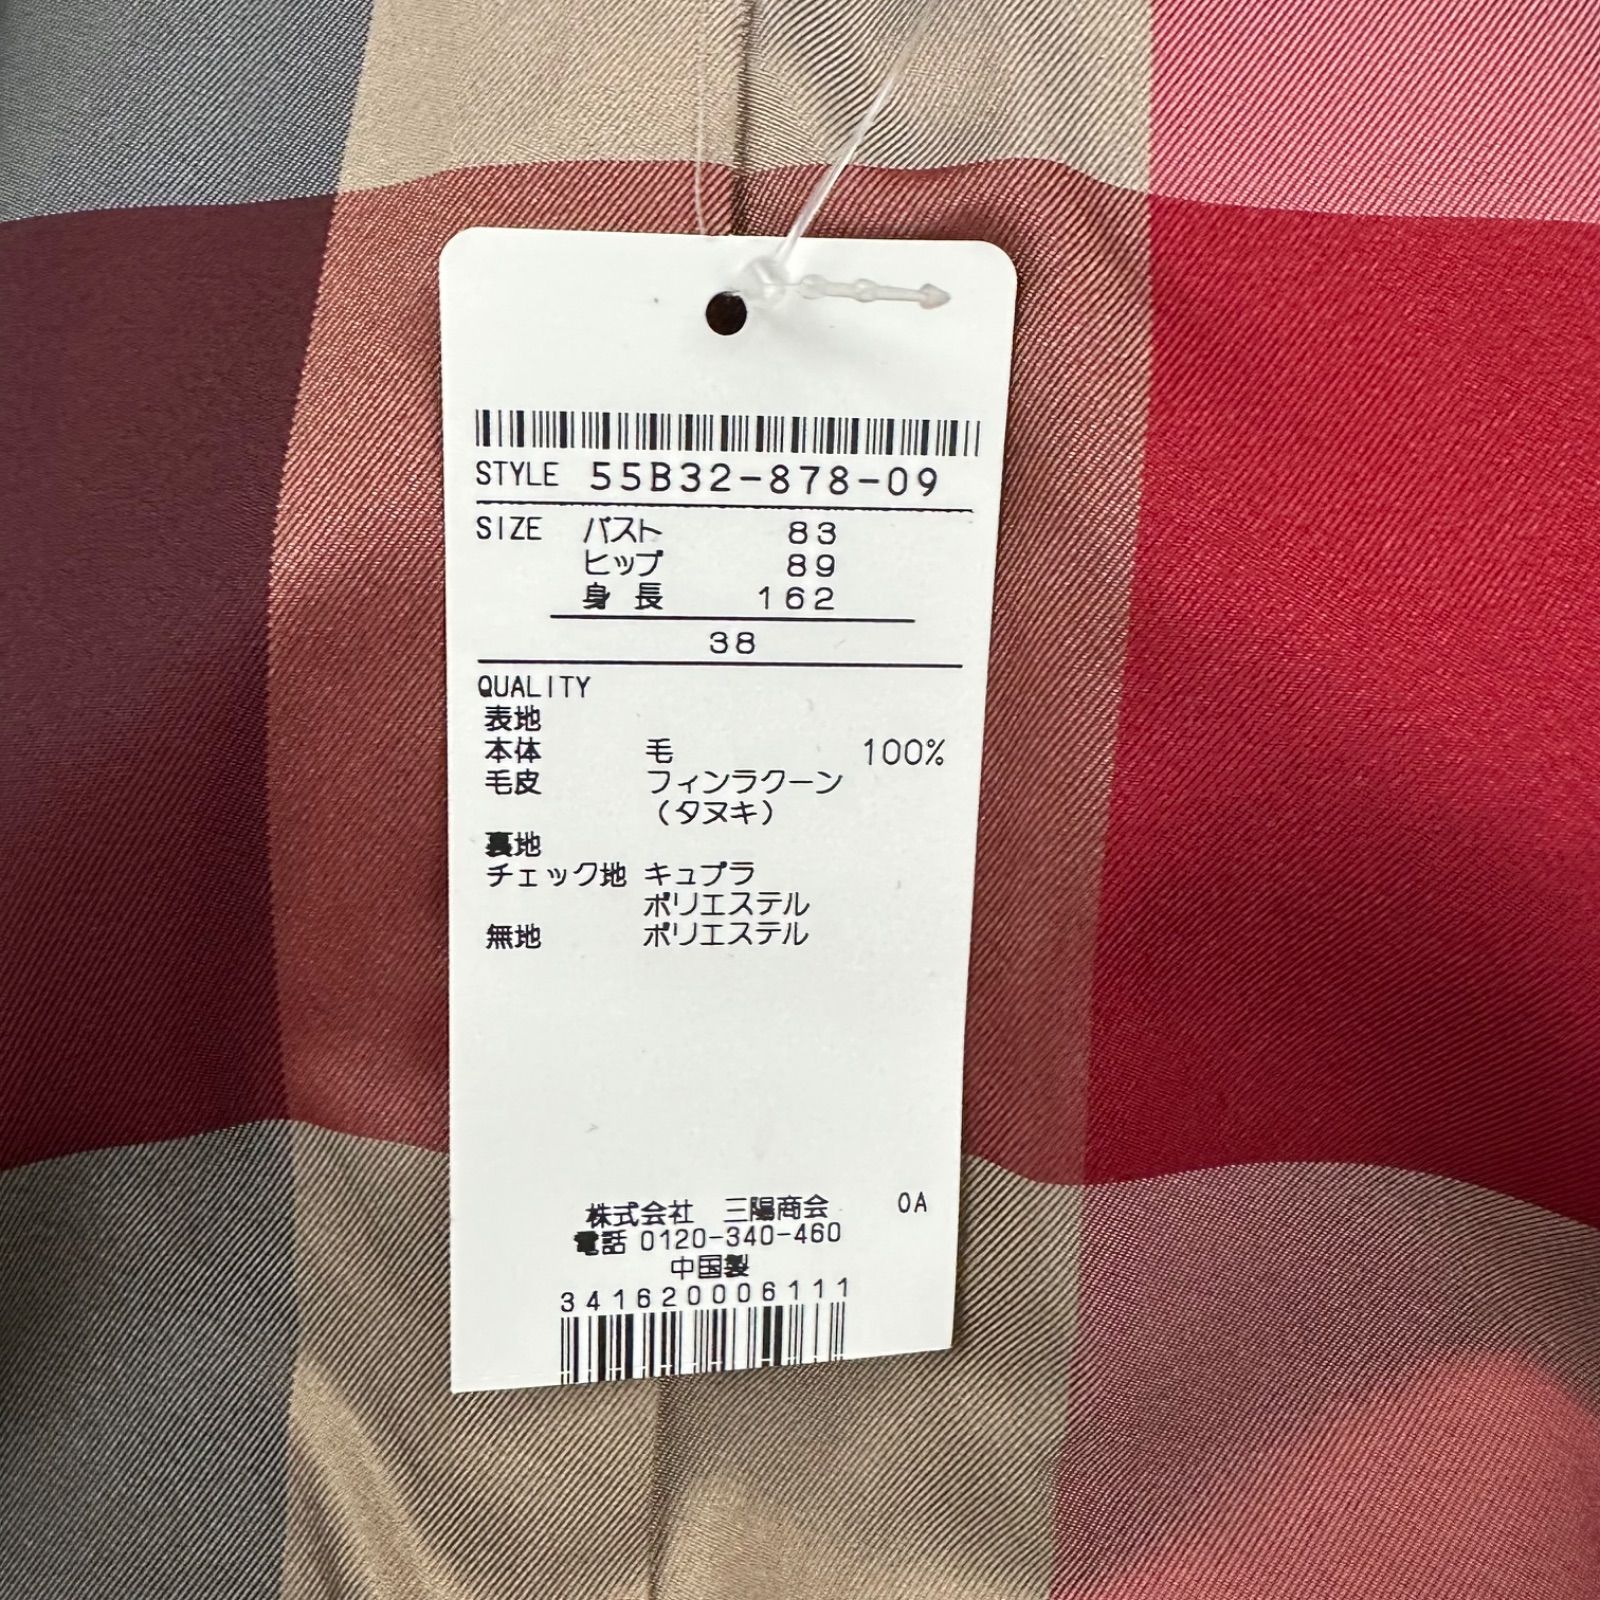 STYLE 55B32-878-09
SIZE バスト 83
ヒップ 89
身長 162
38
QUALITY
表地
本体 毛 100%
毛皮 フィンラクーン
(タヌキ)
裏地
チェック地 キュプラ
ポリエステル
無地 ポリエステル
株式会社 三陽商会 0A
電話 0120-340-460
中国製
341620006111